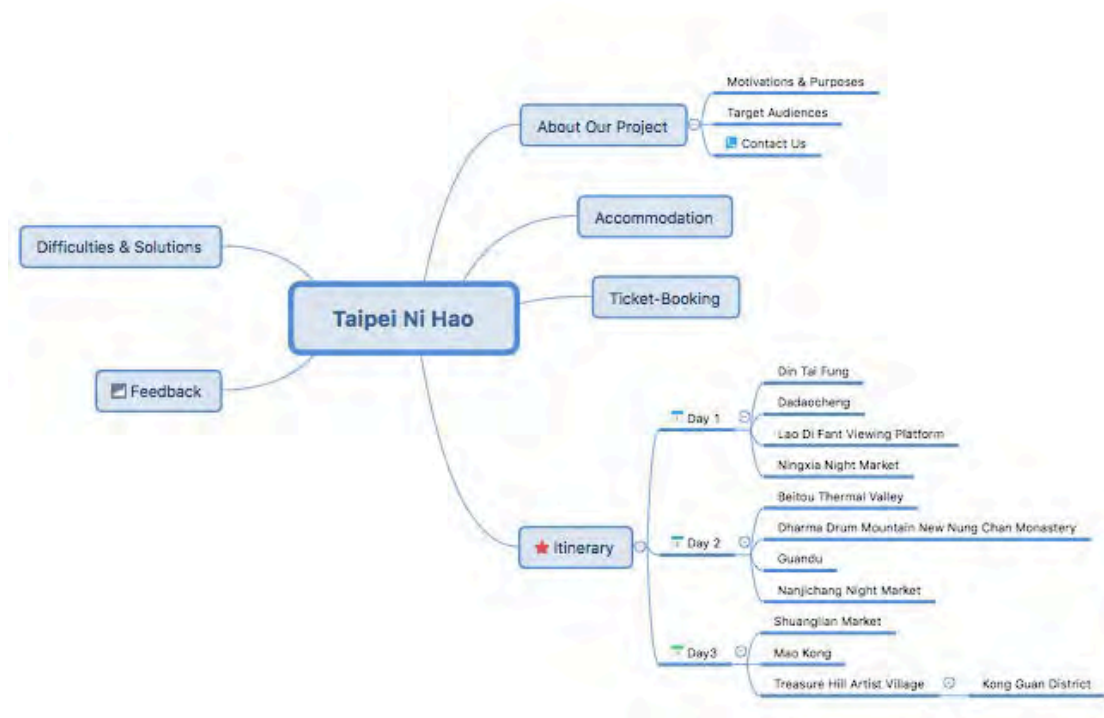 Taipei Ni Hao
About Our Project
Motivations & Purposes
Target Audiences
Contact Us
Accommodation
Ticket-Booking
Itinerary
Day 1
Din Tai Fung
Dadaocheng
Lao Di Fant Viewing Platform
Ningxia Night Market
Day 2
Beitou Thermal Valley
Dharma Drum Mountain New Nung Chan Monastery
Guandu
Nanjichang Night Market
Day3
Shuanglian Market
Mao Kong
Treasure Hill Artist Village
Kong Guan District
Difficulties & Solutions
Feedback